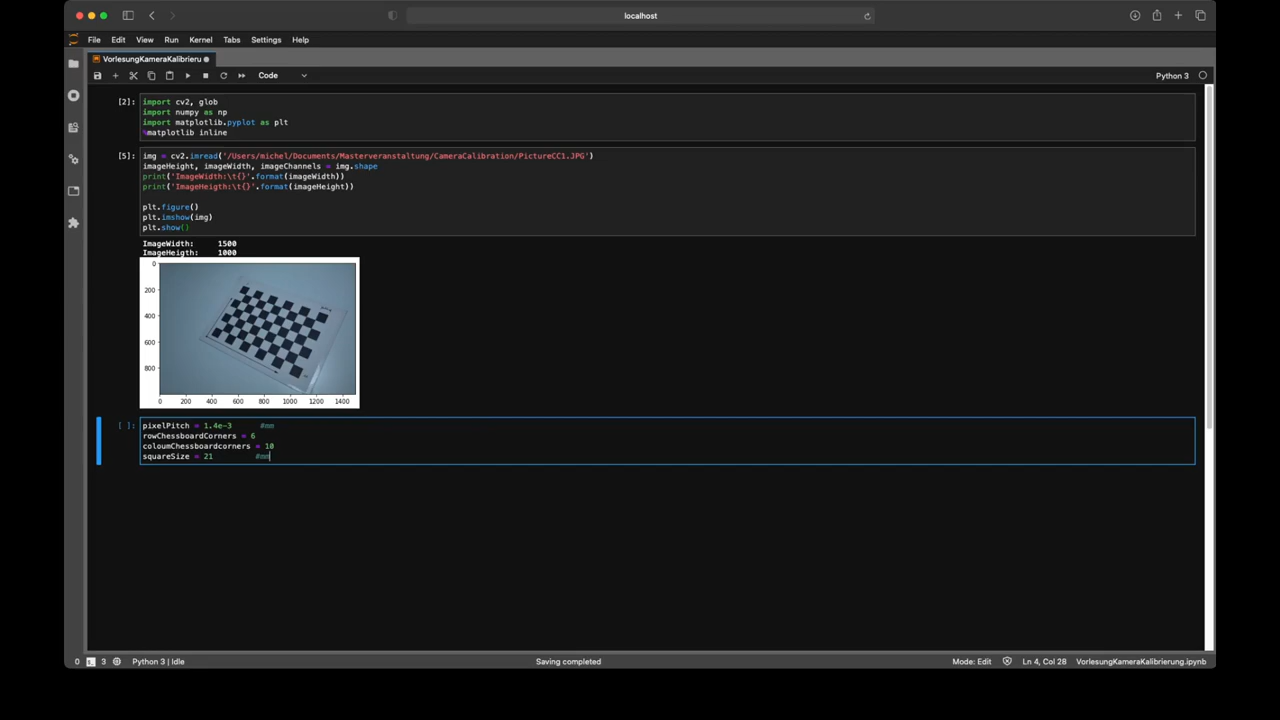 localhost
File Edit View Run Kernel Tabs Settings Help
VorlesungKameraKalibrieru
Code
Python 3
[2]:
import cv2, glob
import numpy as np
import matplotlib.pyplot as plt
%matplotlib inline
[5]:
img = cv2.imread('/Users/michel/Documents/Masterveranstaltung/CameraCalibration/PictureCC1.JPG')
imageHeight, imageWidth, imageChannels = img.shape
print('ImageWidth:\t{}'.format(imageWidth))
print('ImageHeigth:\t{}'.format(imageHeight))
plt.figure()
plt.imshow(img)
plt.show()
ImageWidth: 1500
ImageHeigth: 1000
0
200
400
600
800
0 200 400 600 800 1000 1200 1400
[ ]:
pixelPitch = 1.4e-3 #mm
rowChessboardCorners = 6
coloumChessboardcorners = 10
squareSize = 21 #mm
0 3 Python 3 | Idle Saving completed Mode: Edit Ln 4, Col 28 VorlesungKameraKalibrierung.ipynb